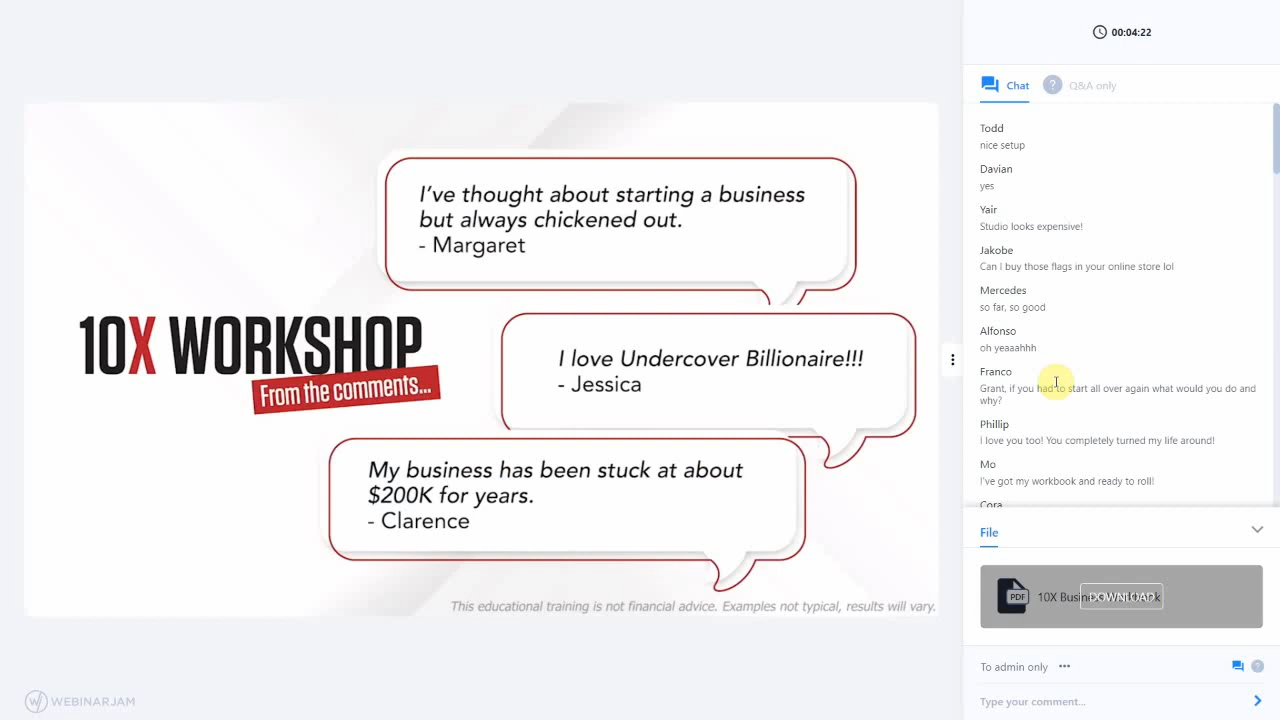 00:04:22
Chat
? Q&A only
Todd
nice setup
Davian
yes
Yair
Studio looks expensive!
Jakobe
Can I buy those flags in your online store lol
Mercedes
so far, so good
Alfonso
oh yeaaahhh
Franco
Grant, if you had to start all over again what would you do and
why?
Phillip
I love you too! You completely turned my life around!
Mo
I've got my workbook and ready to roll!
Cora
File
PDF
10X
DOWNLOAD
To admin only
?
Type your comment...
I've thought about starting a business
but always chickened out.
- Margaret
10X WORKSHOP
From the comments...
I love Undercover Billionaire!!!
- Jessica
My business has been stuck at about
$200K for years.
- Clarence
This educational training is not financial advice. Examples not typical, results will vary.
WEBINARJAM